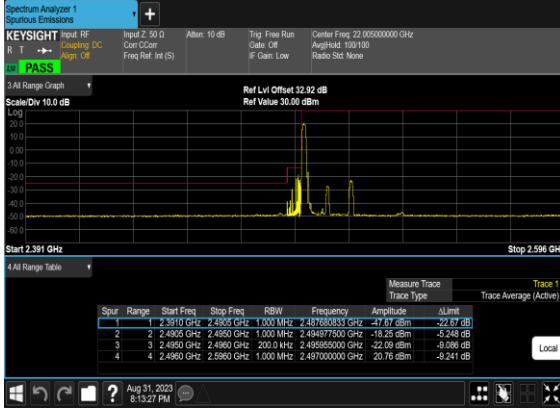 Spectrum Analyzer 1
Spurious Emissions
+
KEYSIGHT Input: RF Input Z: 50 Ω Atten: 10 dB Trig: Free Run Center Freq: 22.005000000 GHz
R T Coupling: DC Corr CCorr Gate: Off Avg|Hold: 100/100
Align: Off Freq Ref: Int (S) IF Gain: Low Radio Std: None
LXI PASS
3 All Range Graph
Ref Lvl Offset 32.92 dB
Scale/Div 10.0 dB Ref Value 30.00 dBm
Log
20.0
10.0
0.00
-10.0
-20.0
-30.0
-40.0
-50.0
-60.0
Start 2.391 GHz Stop 2.596 GH
4 All Range Table
Measure Trace Trace 1
Trace Type Trace Average (Active)
Spur Range Start Freq Stop Freq RBW Frequency Amplitude ΔLimit
1 1 2.3910 GHz 2.4905 GHz 1.000 MHz 2.487680833 GHz -47.67 dBm -22.67 dB
2 2 2.4905 GHz 2.4950 GHz 1.000 MHz 2.494977500 GHz -18.25 dBm -5.248 dB
3 3 2.4950 GHz 2.4960 GHz 200.0 kHz 2.495955000 GHz -22.09 dBm -9.086 dB
4 4 2.4960 GHz 2.5960 GHz 1.000 MHz 2.497000000 GHz 20.76 dBm -9.241 dB
Local
? Aug 31, 2023
8:13:27 PM